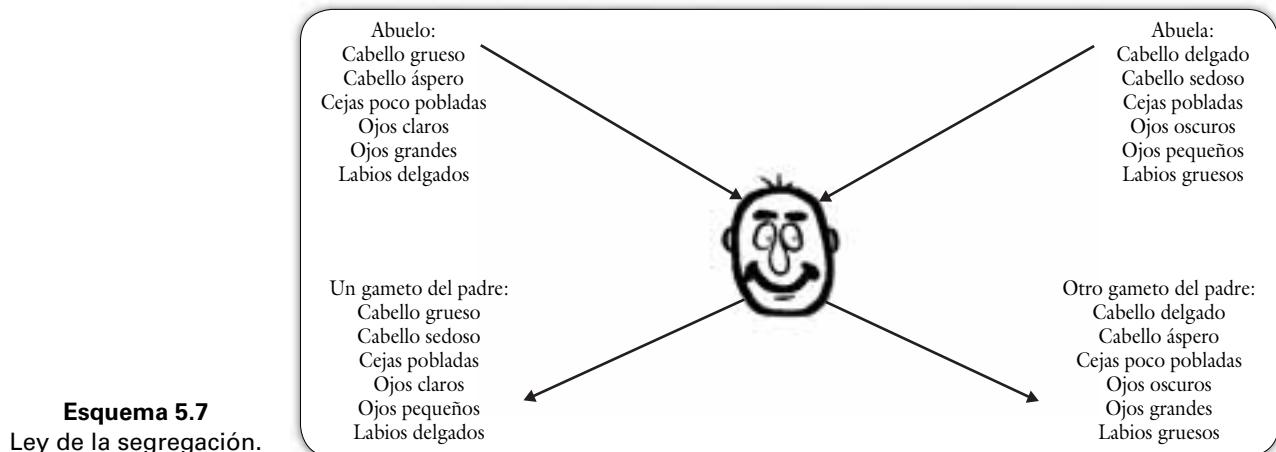 Abuelo:
Cabello grueso
Cabello áspero
Cejas poco pobladas
Ojos claros
Ojos grandes
Labios delgados
Abuela:
Cabello delgado
Cabello sedoso
Cejas pobladas
Ojos oscuros
Ojos pequeños
Labios gruesos
Un gameto del padre:
Cabello grueso
Cabello sedoso
Cejas pobladas
Ojos claros
Ojos pequeños
Labios delgados
Otro gameto del padre:
Cabello delgado
Cabello áspero
Cejas poco pobladas
Ojos oscuros
Ojos grandes
Labios gruesos
Esquema 5.7
Ley de la segregación.